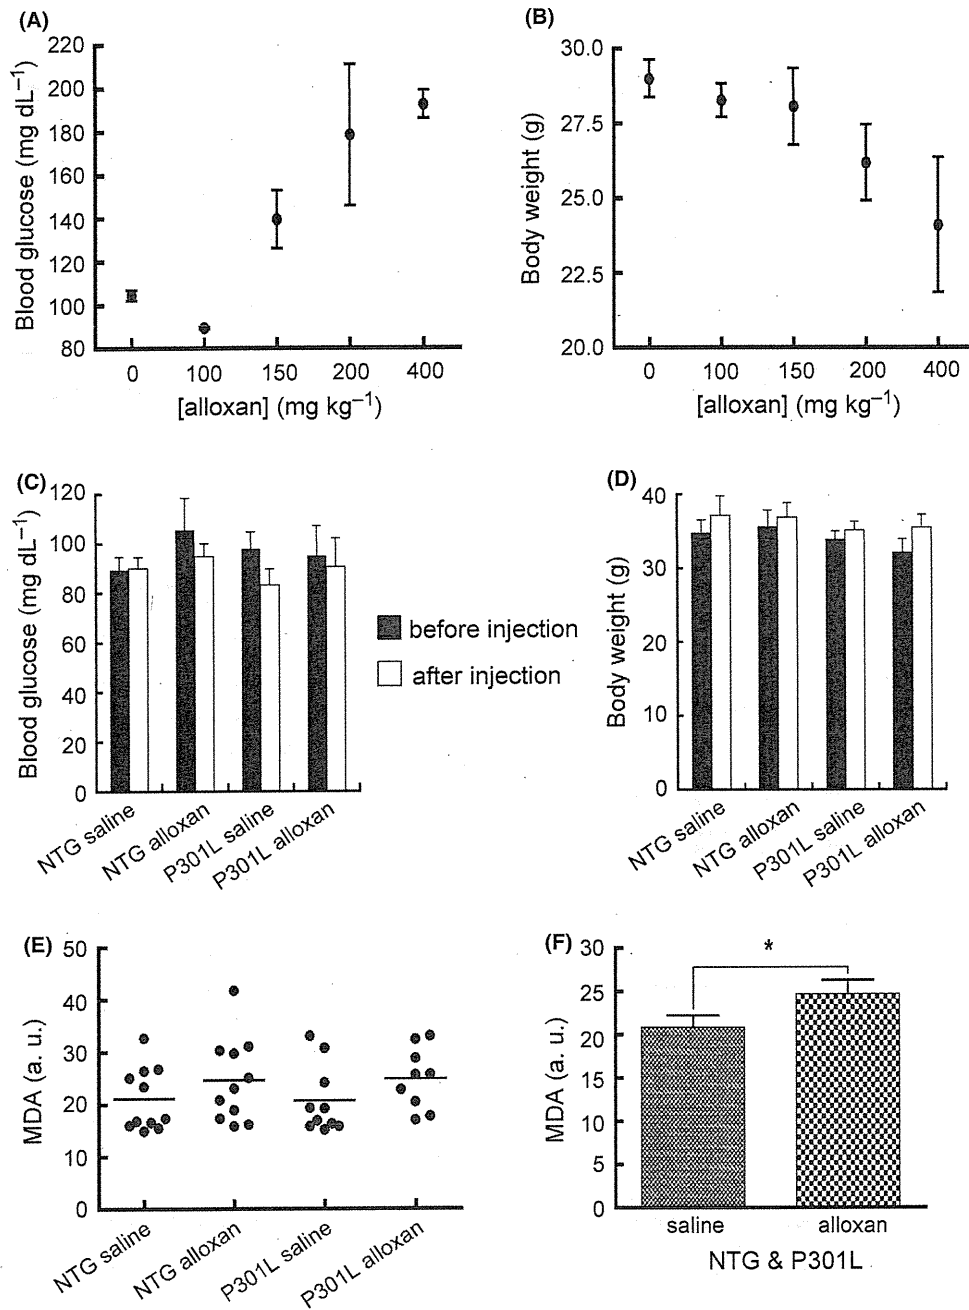 (A)
Blood glucose (mg dL⁻¹)
220
200
180
160
140
120
100
80
0 100 150 200 400
[alloxan] (mg kg⁻¹)
(B)
Body weight (g)
30.0
27.5
25.0
22.5
20.0
0 100 150 200 400
[alloxan] (mg kg⁻¹)
(C)
Blood glucose (mg dL⁻¹)
120
100
80
60
40
20
0
NTG saline
NTG alloxan
P301L saline
P301L alloxan
before injection
after injection
(D)
Body weight (g)
40
30
20
10
0
NTG saline
NTG alloxan
P301L saline
P301L alloxan
(E)
MDA (a. u.)
50
40
30
20
10
0
NTG saline
NTG alloxan
P301L saline
P301L alloxan
(F)
MDA (a. u.)
30
25
20
15
10
5
0
*
saline alloxan
NTG & P301L